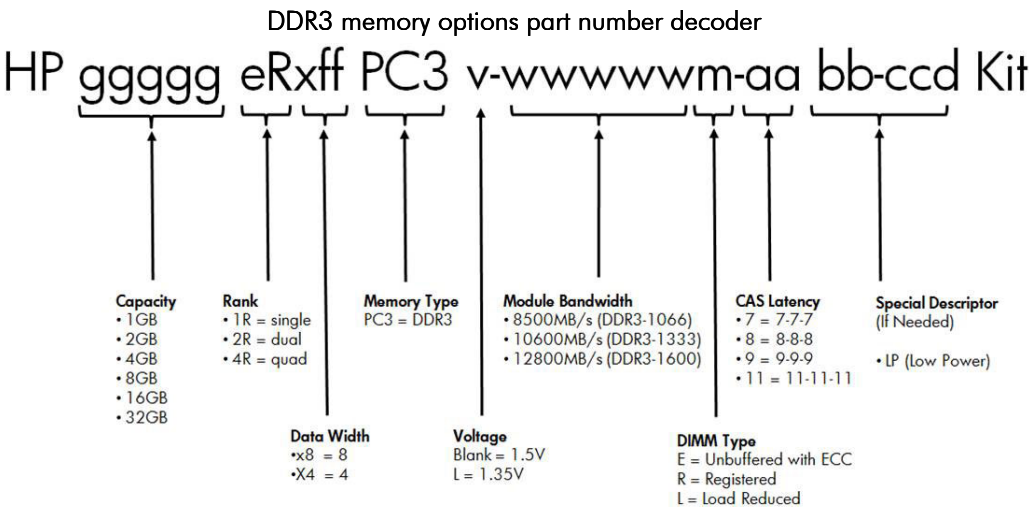 DDR3 memory options part number decoder
HP ggggg eRxff PC3 v-wwwwwm-aa bb-ccd Kit
Capacity
• 1GB
• 2GB
• 4GB
• 8GB
• 16GB
• 32GB
Rank
• 1R = single
• 2R = dual
• 4R = quad
Memory Type
PC3 = DDR3
Module Bandwidth
• 8500MB/s (DDR3-1066)
• 10600MB/s (DDR3-1333)
• 12800MB/s (DDR3-1600)
CAS Latency
• 7 = 7-7-7
• 8 = 8-8-8
• 9 = 9-9-9
• 11 = 11-11-11
Special Descriptor
(If Needed)
• LP (Low Power)
Data Width
•x8 = 8
•X4 = 4
Voltage
Blank = 1.5V
L = 1.35V
DIMM Type
E = Unbuffered with ECC
R = Registered
L = Load Reduced